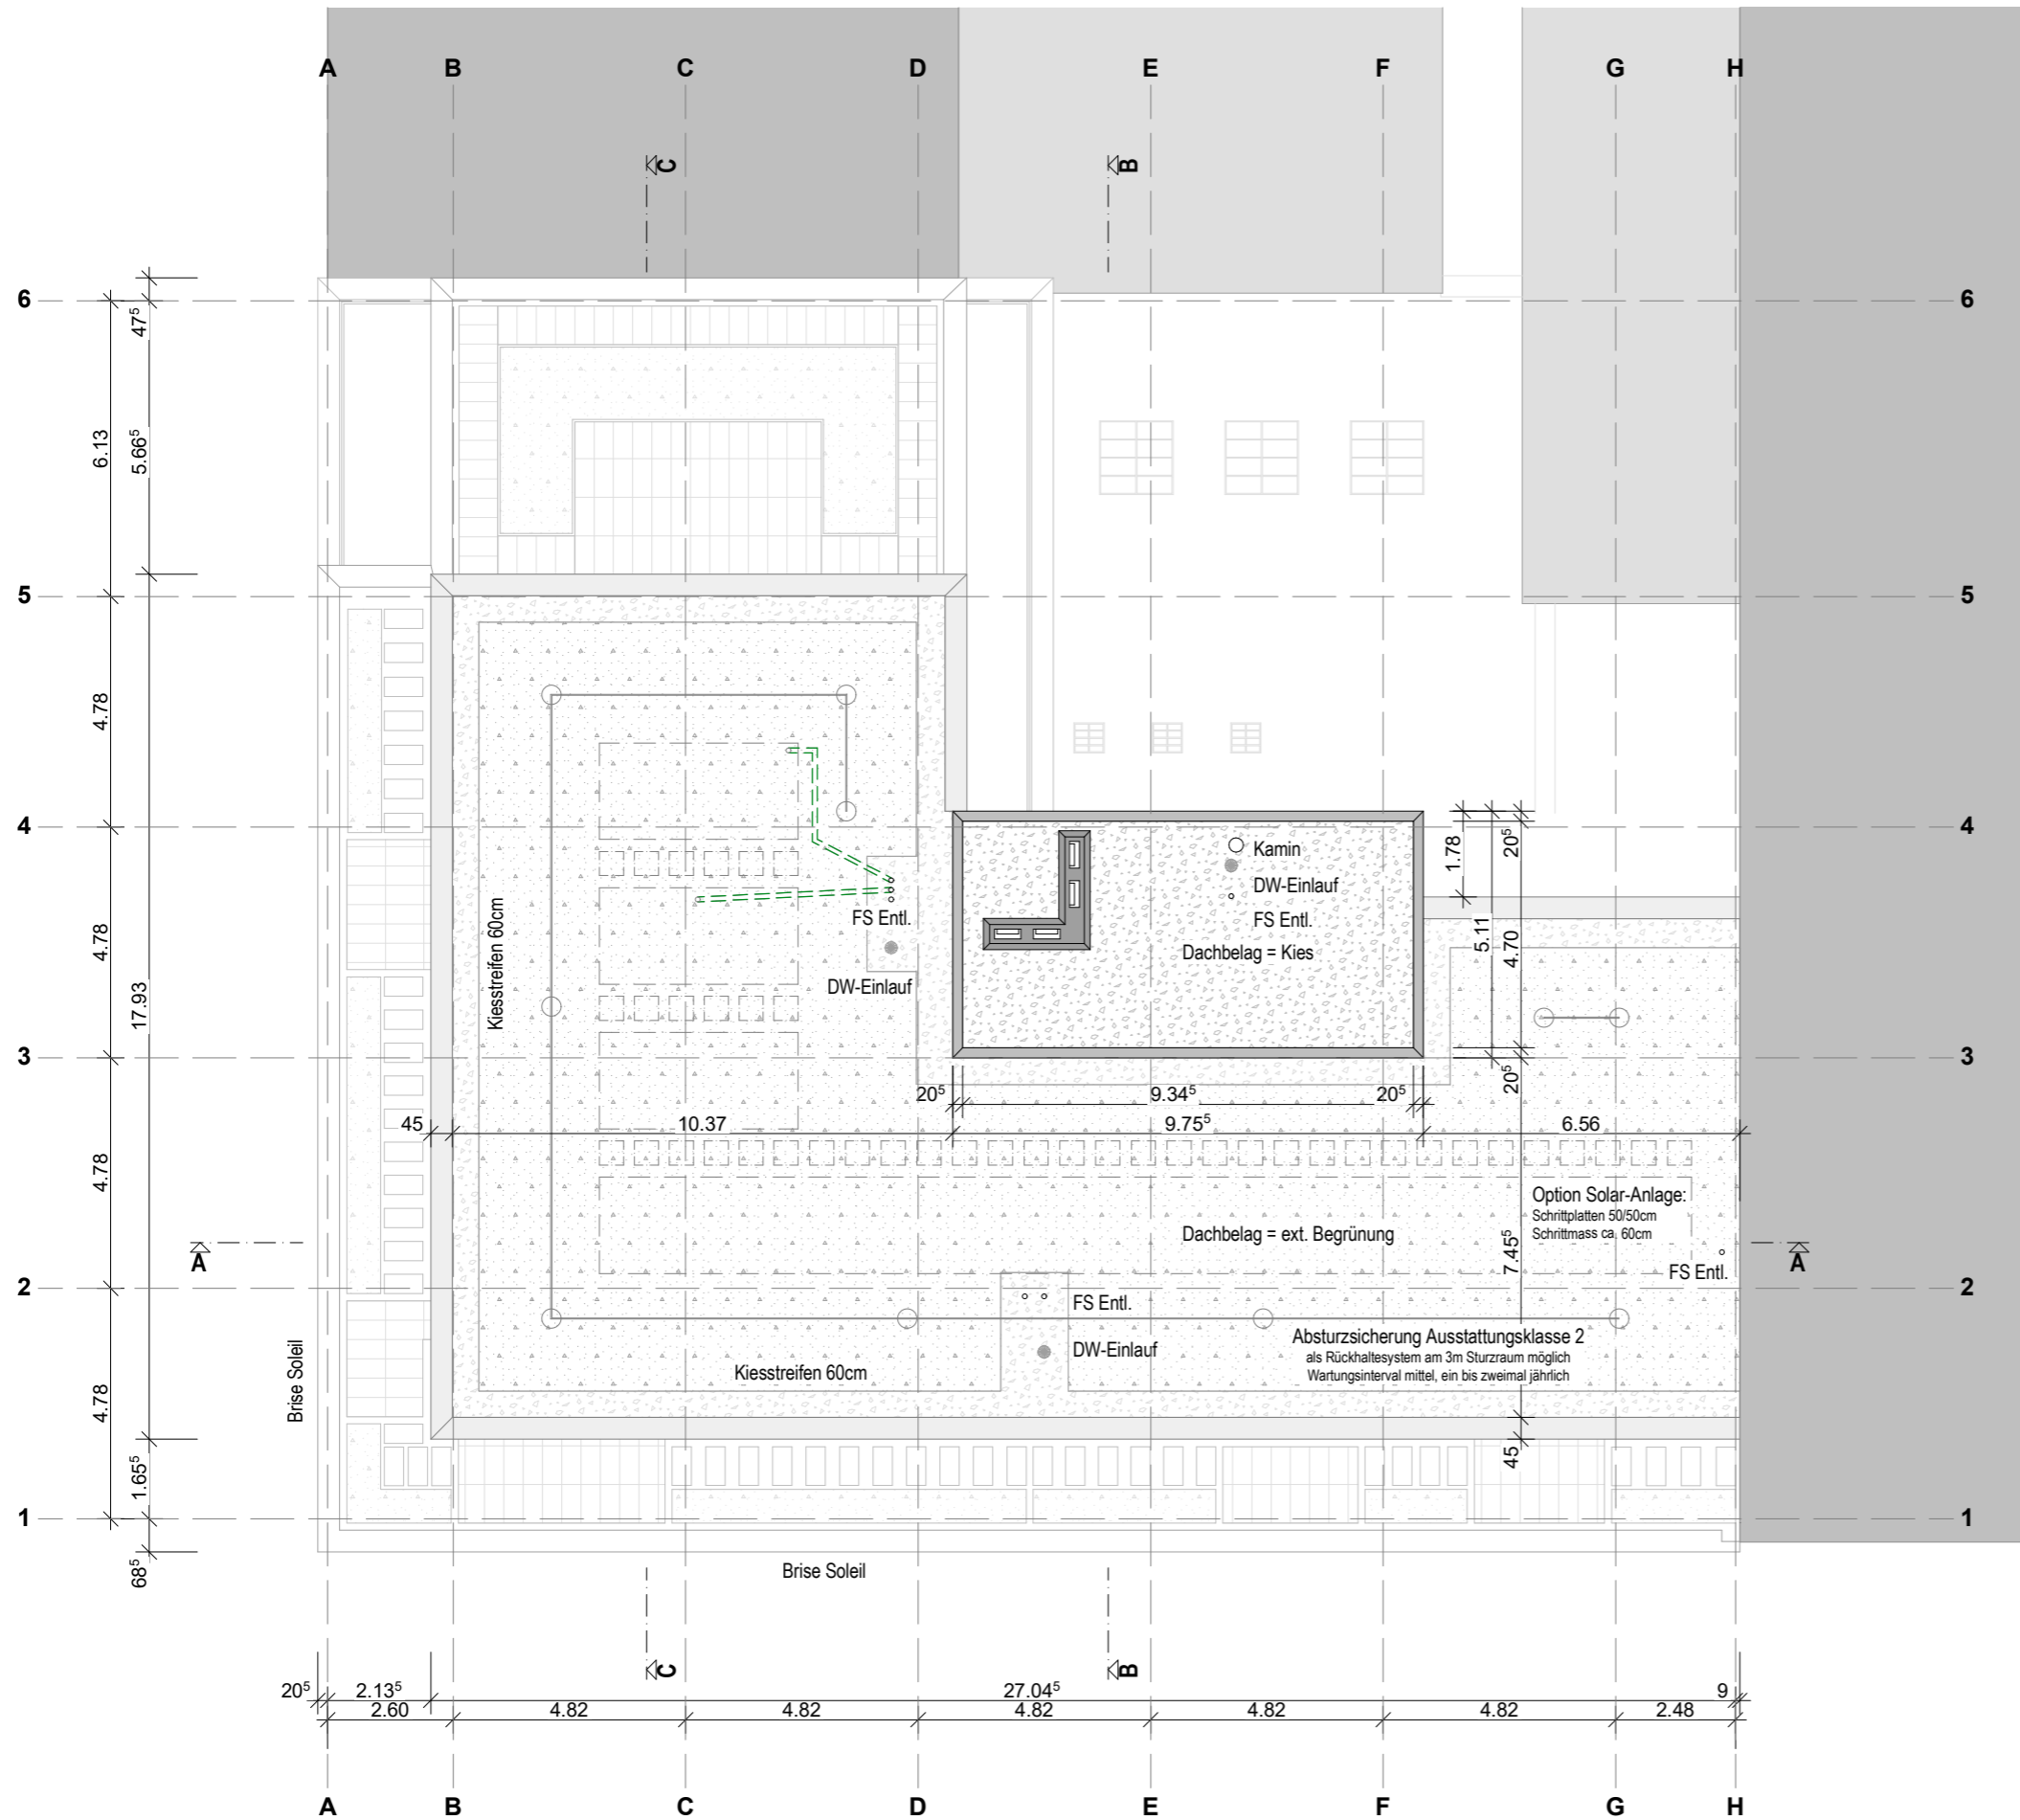 A B C D E F G H
C B
6 6
47⁵
6.13
5.66⁵
5 5
4.78
4 4
Kamin
DW-Einlauf
FS Entl.
Dachbelag = Kies
1.78
20⁵
5.11
4.70
20⁵
FS Entl.
DW-Einlauf
Kiesstreifen 60cm
4.78
17.93
3 3
20⁵ 9.34⁵ 20⁵
45 10.37 9.75⁵ 6.56
4.78
Option Solar-Anlage:
Schrittplatten 50/50cm
Schrittmass ca. 60cm
Dachbelag = ext. Begrünung
7.45⁵
A A
FS Entl.
2 2
FS Entl.
DW-Einlauf
Absturzsicherung Ausstattungsklasse 2
als Rückhaltesystem am 3m Sturzraum möglich
Wartungsinterval mittel, ein bis zweimal jährlich
Kiesstreifen 60cm
Brise Soleil
4.78
45
1.65⁵
1 1
68⁵
Brise Soleil
C B
20⁵ 2.13⁵ 27.04⁵ 9
2.60 4.82 4.82 4.82 4.82 4.82 2.48
A B C D E F G H